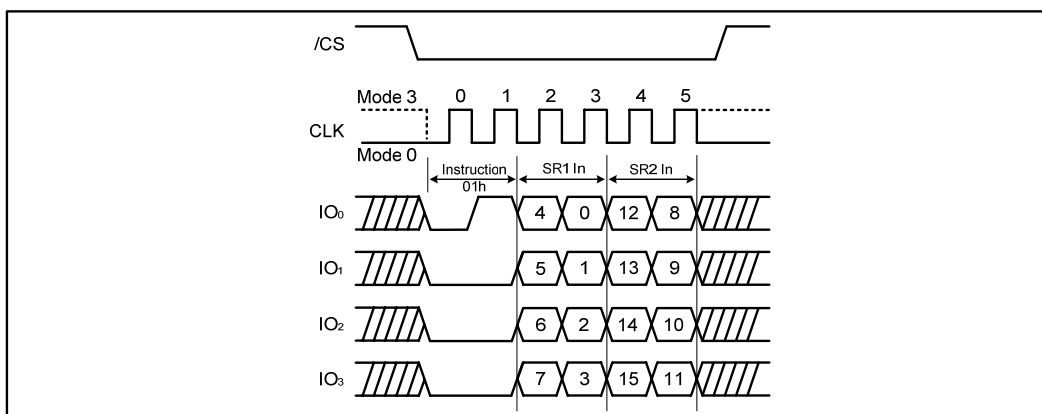 /CS
Mode 3 0 1 2 3 4 5
CLK
Mode 0
Instruction SR1 In SR2 In
01h
IO₀ 4 0 12 8
IO₁ 5 1 13 9
IO₂ 6 2 14 10
IO₃ 7 3 15 11